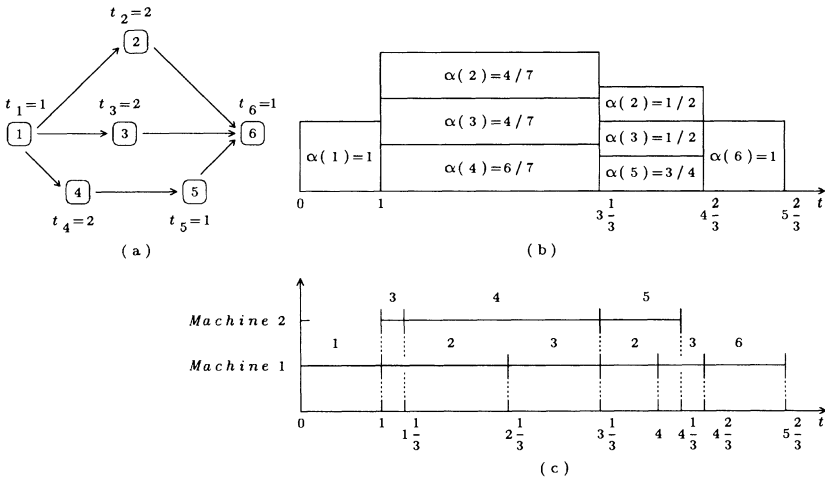 t 2 = 2
2
t 1 = 1
t 3 = 2
t 6 = 1
1
3
6
4
5
t 4 = 2
t 5 = 1
( a )
α( 1 ) = 1
α( 2 ) = 4 / 7
α( 3 ) = 4 / 7
α( 4 ) = 6 / 7
α( 2 ) = 1 / 2
α( 3 ) = 1 / 2
α( 5 ) = 3 / 4
α( 6 ) = 1
0 1 3 1/3 4 2/3 5 2/3 t
( b )
3 4 5
Machine 2
1 2 3 2 3 6
Machine 1
0 1 1 1/3 2 1/3 3 1/3 4 4 1/3 4 2/3 5 2/3 t
( c )